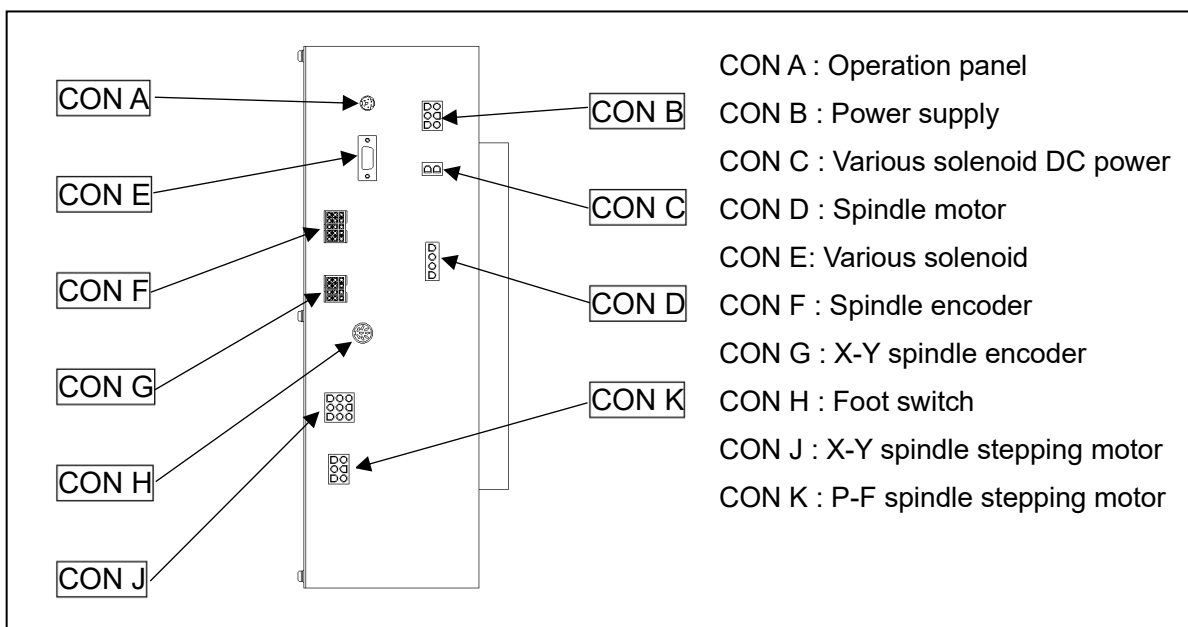 CON A
CON E
CON F
CON G
CON H
CON J
CON B
CON C
CON D
CON K
CON A : Operation panel
CON B : Power supply
CON C : Various solenoid DC power
CON D : Spindle motor
CON E: Various solenoid
CON F : Spindle encoder
CON G : X-Y spindle encoder
CON H : Foot switch
CON J : X-Y spindle stepping motor
CON K : P-F spindle stepping motor